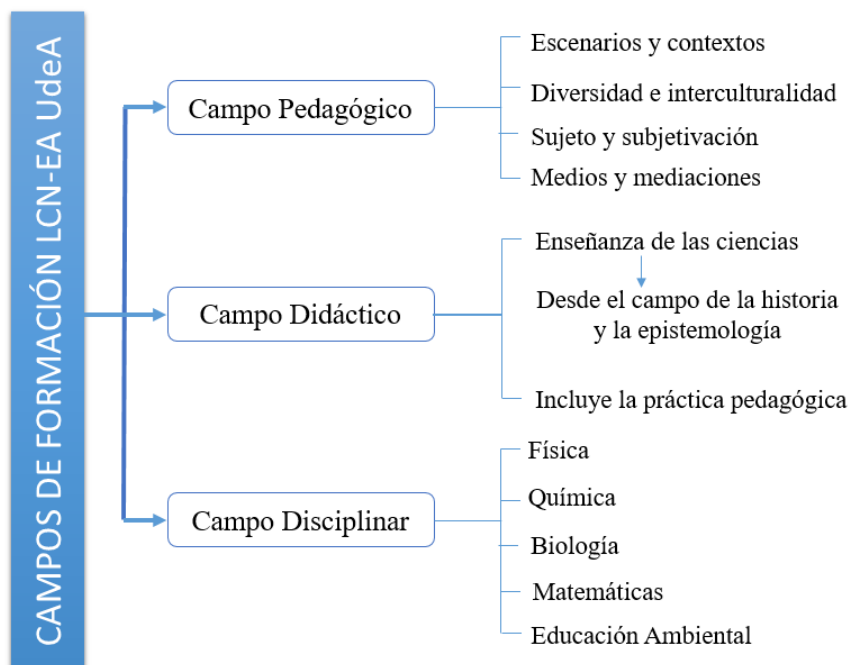 CAMPOS DE FORMACIÓN LCN-EA UdeA
Campo Pedagógico
Escenarios y contextos
Diversidad e interculturalidad
Sujeto y subjetivación
Medios y mediaciones
Campo Didáctico
Enseñanza de las ciencias
Desde el campo de la historia
y la epistemología
Incluye la práctica pedagógica
Campo Disciplinar
Física
Química
Biología
Matemáticas
Educación Ambiental